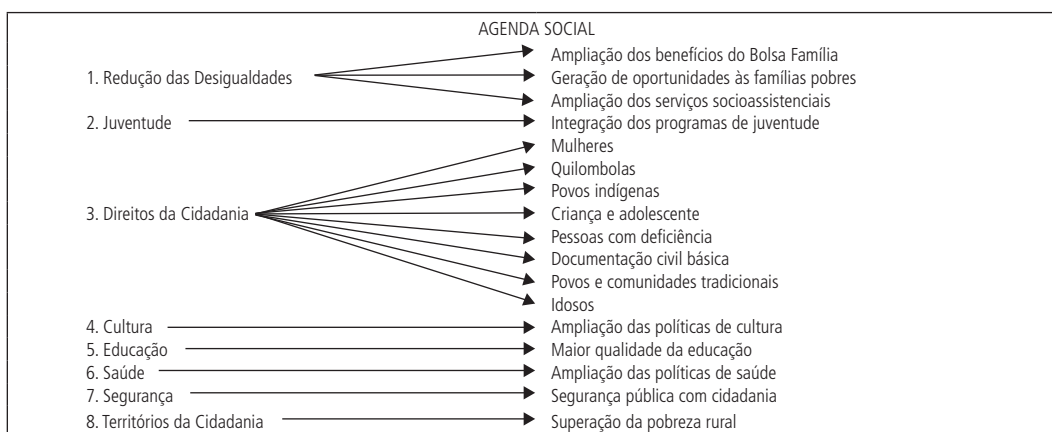 AGENDA SOCIAL
Ampliação dos benefícios do Bolsa Família
1. Redução das Desigualdades
Geração de oportunidades às famílias pobres
Ampliação dos serviços socioassistenciais
2. Juventude
Integração dos programas de juventude
Mulheres
Quilombolas
Povos indígenas
3. Direitos da Cidadania
Criança e adolescente
Pessoas com deficiência
Documentação civil básica
Povos e comunidades tradicionais
Idosos
4. Cultura
Ampliação das políticas de cultura
5. Educação
Maior qualidade da educação
6. Saúde
Ampliação das políticas de saúde
7. Segurança
Segurança pública com cidadania
8. Territórios da Cidadania
Superação da pobreza rural